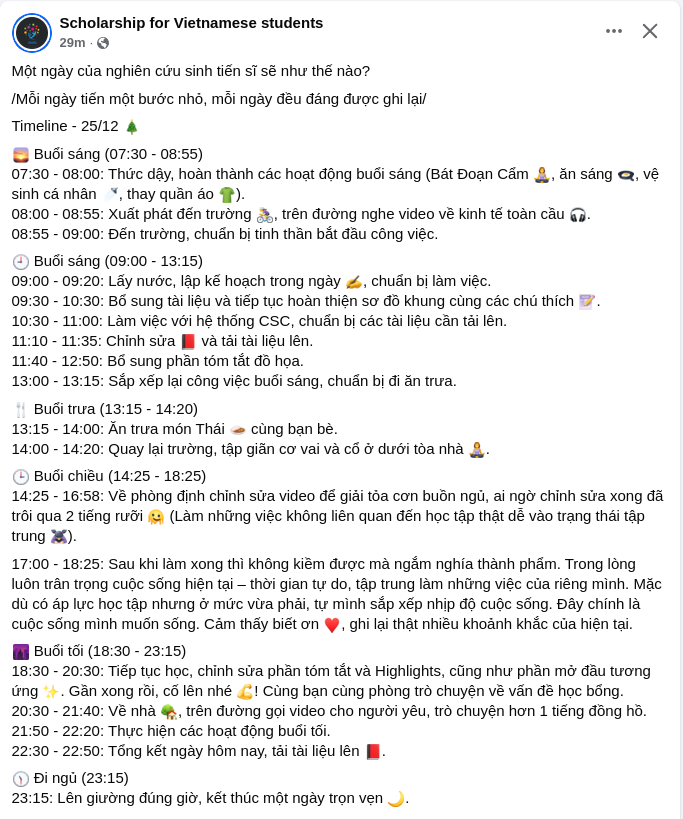 Scholarship for Vietnamese students
29m ·
Một ngày của nghiên cứu sinh tiến sĩ sẽ như thế nào?
/Mỗi ngày tiến một bước nhỏ, mỗi ngày đều đáng được ghi lại/
Timeline - 25/12 🎄
🌅 Buổi sáng (07:30 - 08:55)
07:30 - 08:00: Thức dậy, hoàn thành các hoạt động buổi sáng (Bát Đoạn Cẩm 🧘, ăn sáng 🍳, vệ
sinh cá nhân 🚿, thay quần áo 👕).
08:00 - 08:55: Xuất phát đến trường 🚴, trên đường nghe video về kinh tế toàn cầu 🎧.
08:55 - 09:00: Đến trường, chuẩn bị tinh thần bắt đầu công việc.
🕘 Buổi sáng (09:00 - 13:15)
09:00 - 09:20: Lấy nước, lập kế hoạch trong ngày ✍️, chuẩn bị làm việc.
09:30 - 10:30: Bổ sung tài liệu và tiếp tục hoàn thiện sơ đồ khung cùng các chú thích 📝.
10:30 - 11:00: Làm việc với hệ thống CSC, chuẩn bị các tài liệu cần tải lên.
11:10 - 11:35: Chỉnh sửa 📕 và tải tài liệu lên.
11:40 - 12:50: Bổ sung phần tóm tắt đồ họa.
13:00 - 13:15: Sắp xếp lại công việc buổi sáng, chuẩn bị đi ăn trưa.
🍴 Buổi trưa (13:15 - 14:20)
13:15 - 14:00: Ăn trưa món Thái 🍛 cùng bạn bè.
14:00 - 14:20: Quay lại trường, tập giãn cơ vai và cổ ở dưới tòa nhà 🧘.
🕒 Buổi chiều (14:25 - 18:25)
14:25 - 16:58: Về phòng định chỉnh sửa video để giải tỏa cơn buồn ngủ, ai ngờ chỉnh sửa xong đã
trôi qua 2 tiếng rưỡi 🤗 (Làm những việc không liên quan đến học tập thật dễ vào trạng thái tập
trung 😈).
17:00 - 18:25: Sau khi làm xong thì không kiềm được mà ngắm nghía thành phẩm. Trong lòng
luôn trân trọng cuộc sống hiện tại – thời gian tự do, tập trung làm những việc của riêng mình. Mặc
dù có áp lực học tập nhưng ở mức vừa phải, tự mình sắp xếp nhịp độ cuộc sống. Đây chính là
cuộc sống mình muốn sống. Cảm thấy biết ơn ❤️, ghi lại thật nhiều khoảnh khắc của hiện tại.
🌆 Buổi tối (18:30 - 23:15)
18:30 - 20:30: Tiếp tục học, chỉnh sửa phần tóm tắt và Highlights, cũng như phần mở đầu tương
ứng ✨. Gần xong rồi, cố lên nhé 💪! Cùng bạn cùng phòng trò chuyện về vấn đề học bổng.
20:30 - 21:40: Về nhà 🏡, trên đường gọi video cho người yêu, trò chuyện hơn 1 tiếng đồng hồ.
21:50 - 22:20: Thực hiện các hoạt động buổi tối.
22:30 - 22:50: Tổng kết ngày hôm nay, tải tài liệu lên 📕.
🕦 Đi ngủ (23:15)
23:15: Lên giường đúng giờ, kết thúc một ngày trọn vẹn 🌙.